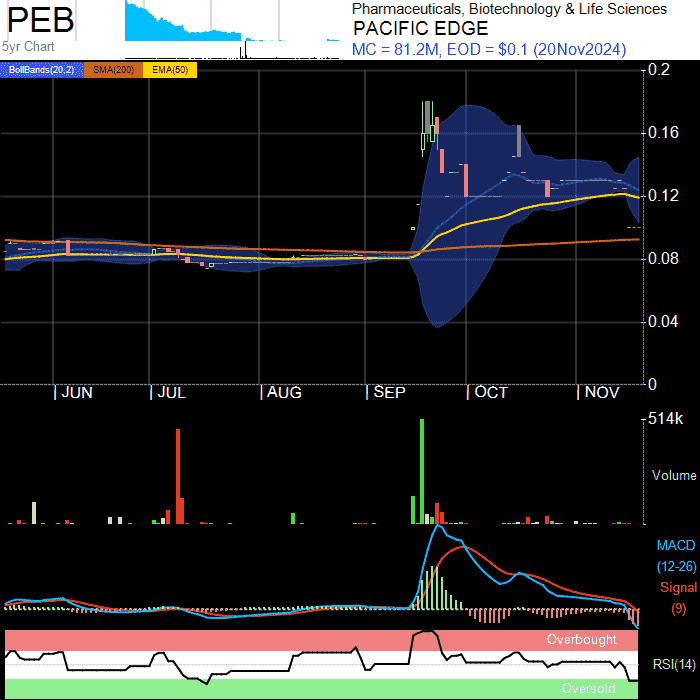 PEB
5yr Chart
Pharmaceuticals, Biotechnology & Life Sciences
PACIFIC EDGE
MC = 81.2M, EOD = $0.1 (20Nov2024)
BollBands(20,2) SMA(200) EMA(50)
0.2
0.16
0.12
0.08
0.04
0
JUN JUL AUG SEP OCT NOV
514k
Volume
MACD
(12-26)
Signal
(9)
Overbought
RSI(14)
Oversold